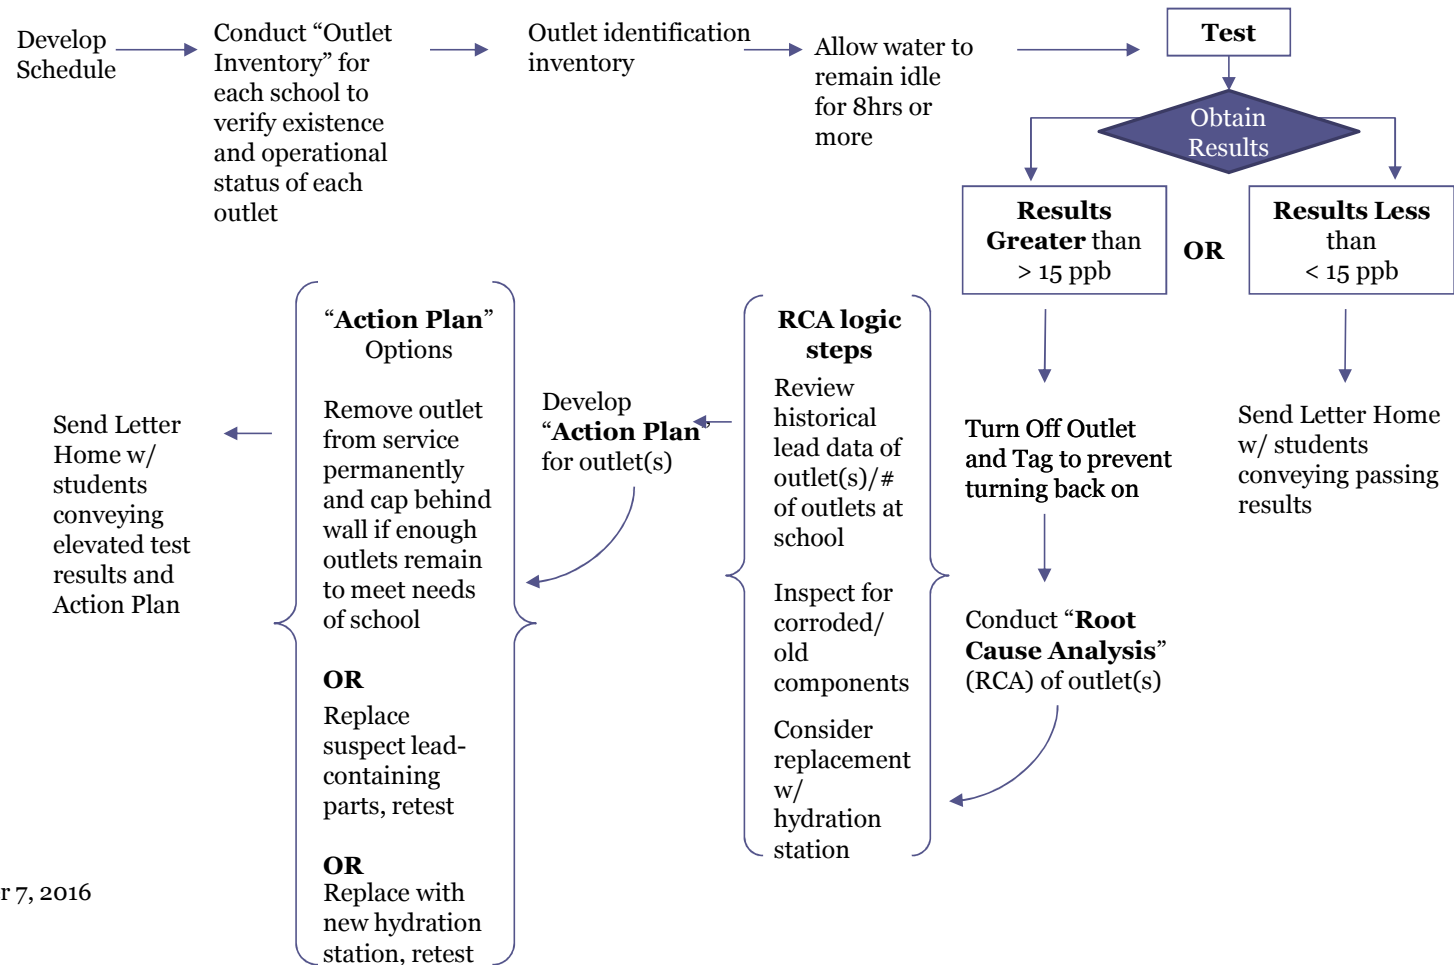 Develop
Schedule
Conduct “Outlet
Inventory” for
each school to
verify existence
and operational
status of each
outlet
Outlet identification
inventory
Allow water to
remain idle
for 8hrs or
more
Test
Obtain
Results
Results
Greater than
> 15 ppb
OR
Results Less
than
< 15 ppb
Turn Off Outlet
and Tag to prevent
turning back on
Send Letter Home
w/ students
conveying passing
results
Conduct “Root
Cause Analysis”
(RCA) of outlet(s)
RCA logic
steps
Review
historical
lead data of
outlet(s)/#
of outlets at
school
Inspect for
corroded/
old
components
Consider
replacement
w/
hydration
station
Develop
“Action Plan”
for outlet(s)
“Action Plan”
Options
Remove outlet
from service
permanently
and cap behind
wall if enough
outlets remain
to meet needs
of school
OR
Replace
suspect lead-
containing
parts, retest
OR
Replace with
new hydration
station, retest
Send Letter
Home w/
students
conveying
elevated test
results and
Action Plan
r 7, 2016